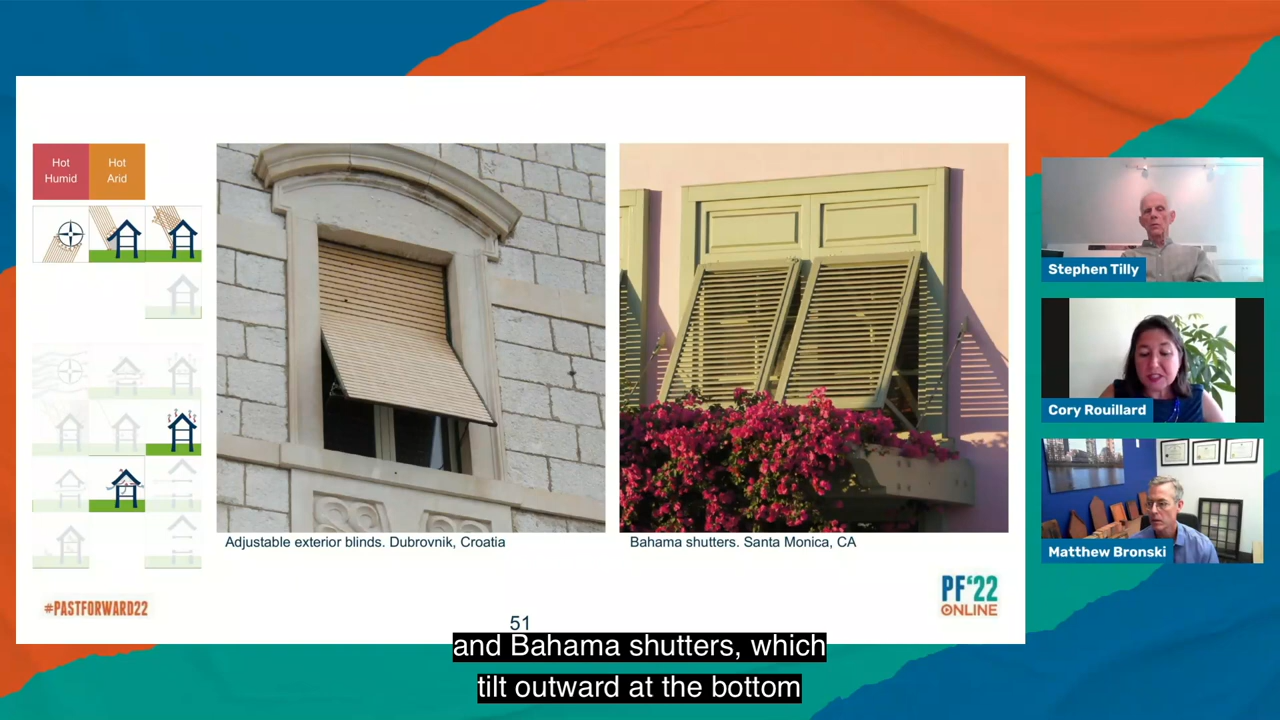 Hot
Humid
Hot
Arid
Adjustable exterior blinds. Dubrovnik, Croatia
Bahama shutters. Santa Monica, CA
#PASTFORWARD22
PF'22
ONLINE
51
Stephen Tilly
Cory Rouillard
Matthew Bronski
and Bahama shutters, which
tilt outward at the bottom